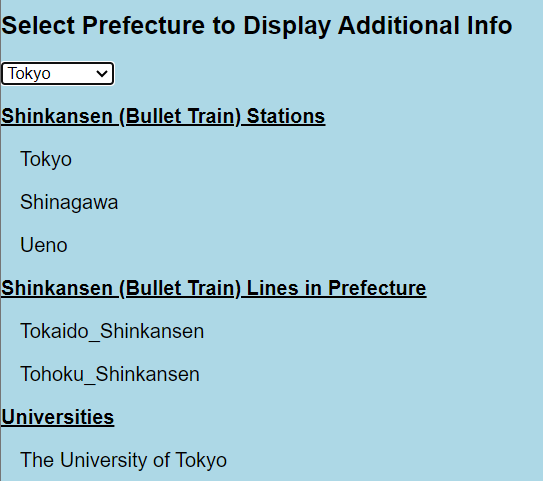 Select Prefecture to Display Additional Info
Tokyo
Shinkansen (Bullet Train) Stations
Tokyo
Shinagawa
Ueno
Shinkansen (Bullet Train) Lines in Prefecture
Tokaido_Shinkansen
Tohoku_Shinkansen
Universities
The University of Tokyo